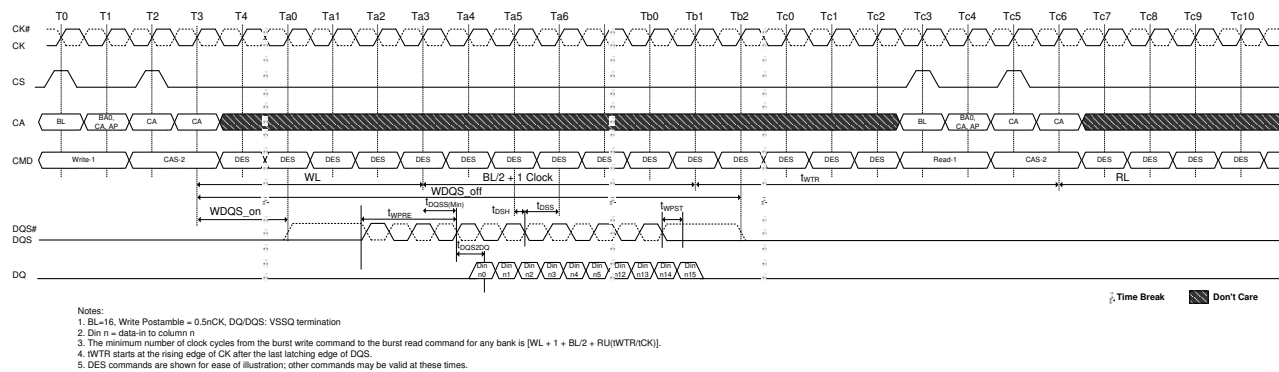 T0 T1 T2 T3 T4 Ta0 Ta1 Ta2 Ta3 Ta4 Ta5 Ta6 Tb0 Tb1 Tb2 Tc0 Tc1 Tc2 Tc3 Tc4 Tc5 Tc6 Tc7 Tc8 Tc9 Tc10
CK#
CK
CS
CA
BL BA0, CA, AP CA CA BL BA0, CA, AP CA CA
CMD
Write-1 CAS-2 DES DES DES DES DES DES DES DES DES DES DES DES DES DES DES Read-1 CAS-2 DES DES DES DES
WL BL/2 + 1 Clock tWTR RL
WDQS_off
WDQS_on
tDQSS(Min)
tWPRE
tDSH tDSS tWPST
DQS#
DQS
tDQS2DQ
DQ
Din n0 Din n1 Din n2 Din n3 Din n4 Din n5 Din n12 Din n13 Din n14 Din n15
Time Break Don't Care
Notes:
1. BL=16, Write Postamble = 0.5nCK, DQ/DQS: VSSQ termination
2. Din n = data-in to column n
3. The minimum number of clock cycles from the burst write command to the burst read command for any bank is [WL + 1 + BL/2 + RU(tWTR/tCK)].
4. tWTR starts at the rising edge of CK after the last latching edge of DQS.
5. DES commands are shown for ease of illustration; other commands may be valid at these times.